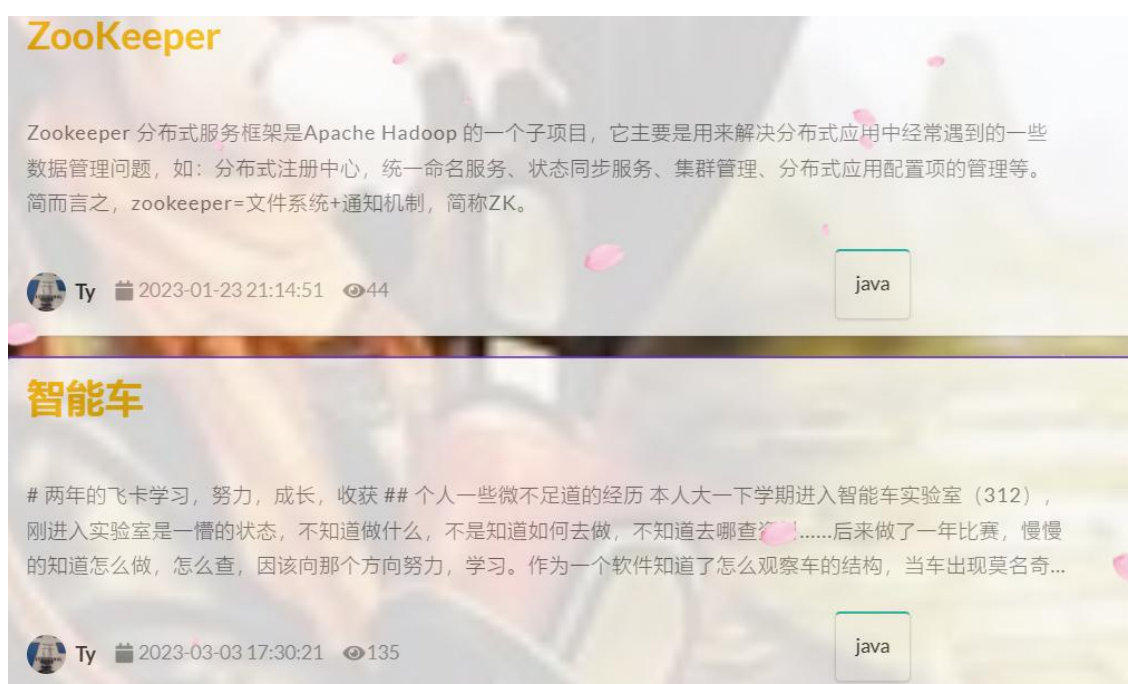 ZooKeeper
Zookeeper 分布式服务框架是Apache Hadoop 的一个子项目，它主要是用来解决分布式应用中经常遇到的一些
数据管理问题，如：分布式注册中心，统一命名服务、状态同步服务、集群管理、分布式应用配置项的管理等。
简而言之，zookeeper=文件系统+通知机制，简称ZK。
Ty 2023-01-23 21:14:51 44
java
智能车
# 两年的飞卡学习，努力，成长，收获 ## 个人一些微不足道的经历 本人大一下学期进入智能车实验室（312），
刚进入实验室是一懵的状态，不知道做什么，不是知道如何去做，不知道去哪查……后来做了一年比赛，慢慢
的知道怎么做，怎么查，因该向那个方向努力，学习。作为一个软件知道了怎么观察车的结构，当车出现莫名奇...
Ty 2023-03-03 17:30:21 135
java